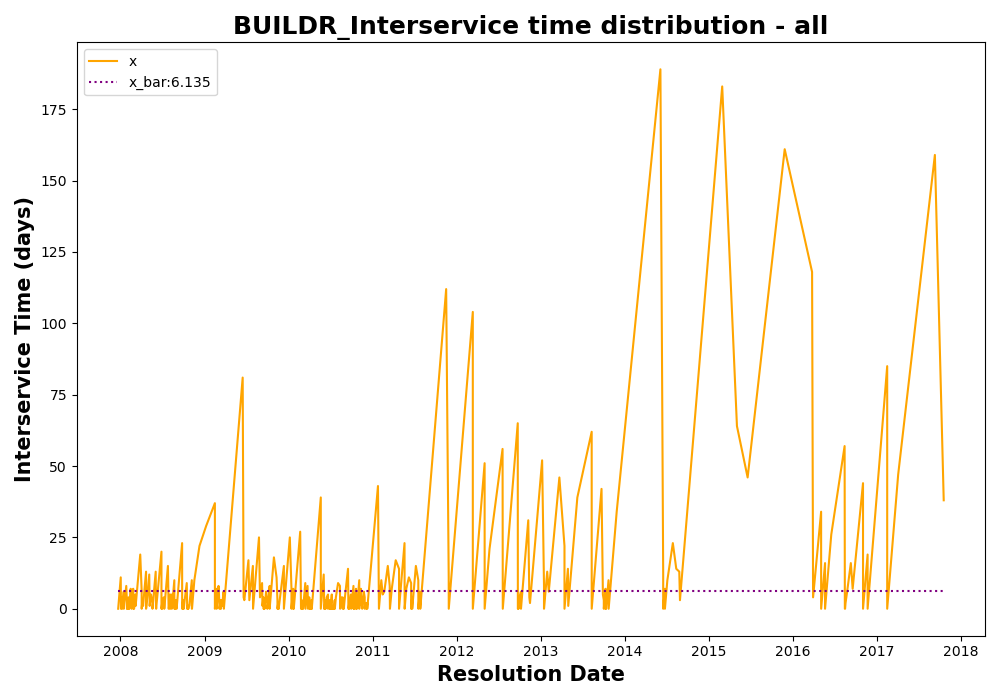 BUILDR_Interservice time distribution - all
x
x_bar:6.135
Interservice Time (days)
175
150
125
100
75
50
25
0
2008 2009 2010 2011 2012 2013 2014 2015 2016 2017 2018
Resolution Date